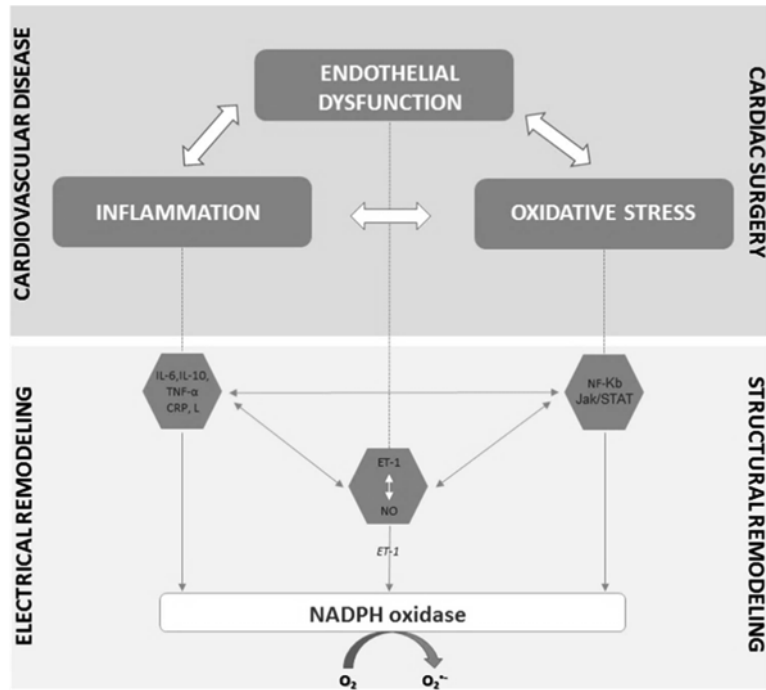 CARDIOVASCULAR DISEASE
CARDIAC SURGERY
ENDOTHELIAL
DYSFUNCTION
INFLAMMATION
OXIDATIVE STRESS
ELECTRICAL REMODELING
STRUCTURAL REMODELING
IL-6,IL-10,
TNF-α
CRP, L
NF-Kb
Jak/STAT
ET-1
NO
ET-1
NADPH oxidase
O₂
O₂•−